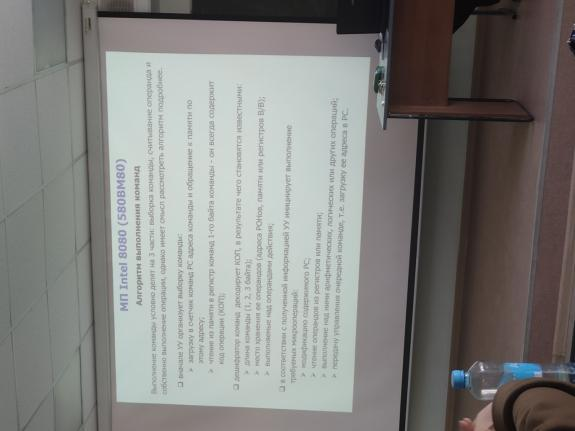 МП Intel 8080 (580ВМ80)
Алгоритм выполнения команд
Выполнение команды условно делят на 3 части: выборка команды, считывание операнда и
собственно выполнение операции, однако имеет смысл рассмотреть алгоритм подробнее.
❑ вначале УУ организует выборку команды:
➢ загрузку в счетчик команд PC адреса команды и обращение к памяти по
этому адресу;
➢ чтение из памяти в регистр команд 1-го байта команды - он всегда содержит
код операции (КОП);
❑ дешифратор команд декодирует КОП, в результате чего становятся известными:
➢ длина команды (1, 2, 3 байта);
➢ место хранения ее операндов (адреса РОНов, памяти или регистров В/В);
➢ выполняемые над операндами действия;
❑ в соответствии с полученной информацией УУ инициирует выполнение
требуемых микроопераций:
➢ модификацию содержимого PC;
➢ чтение операндов из регистров или памяти;
➢ выполнение над ними арифметических, логических или других операций;
➢ передачу управления очередной команде, т.е. загрузку ее адреса в PC.